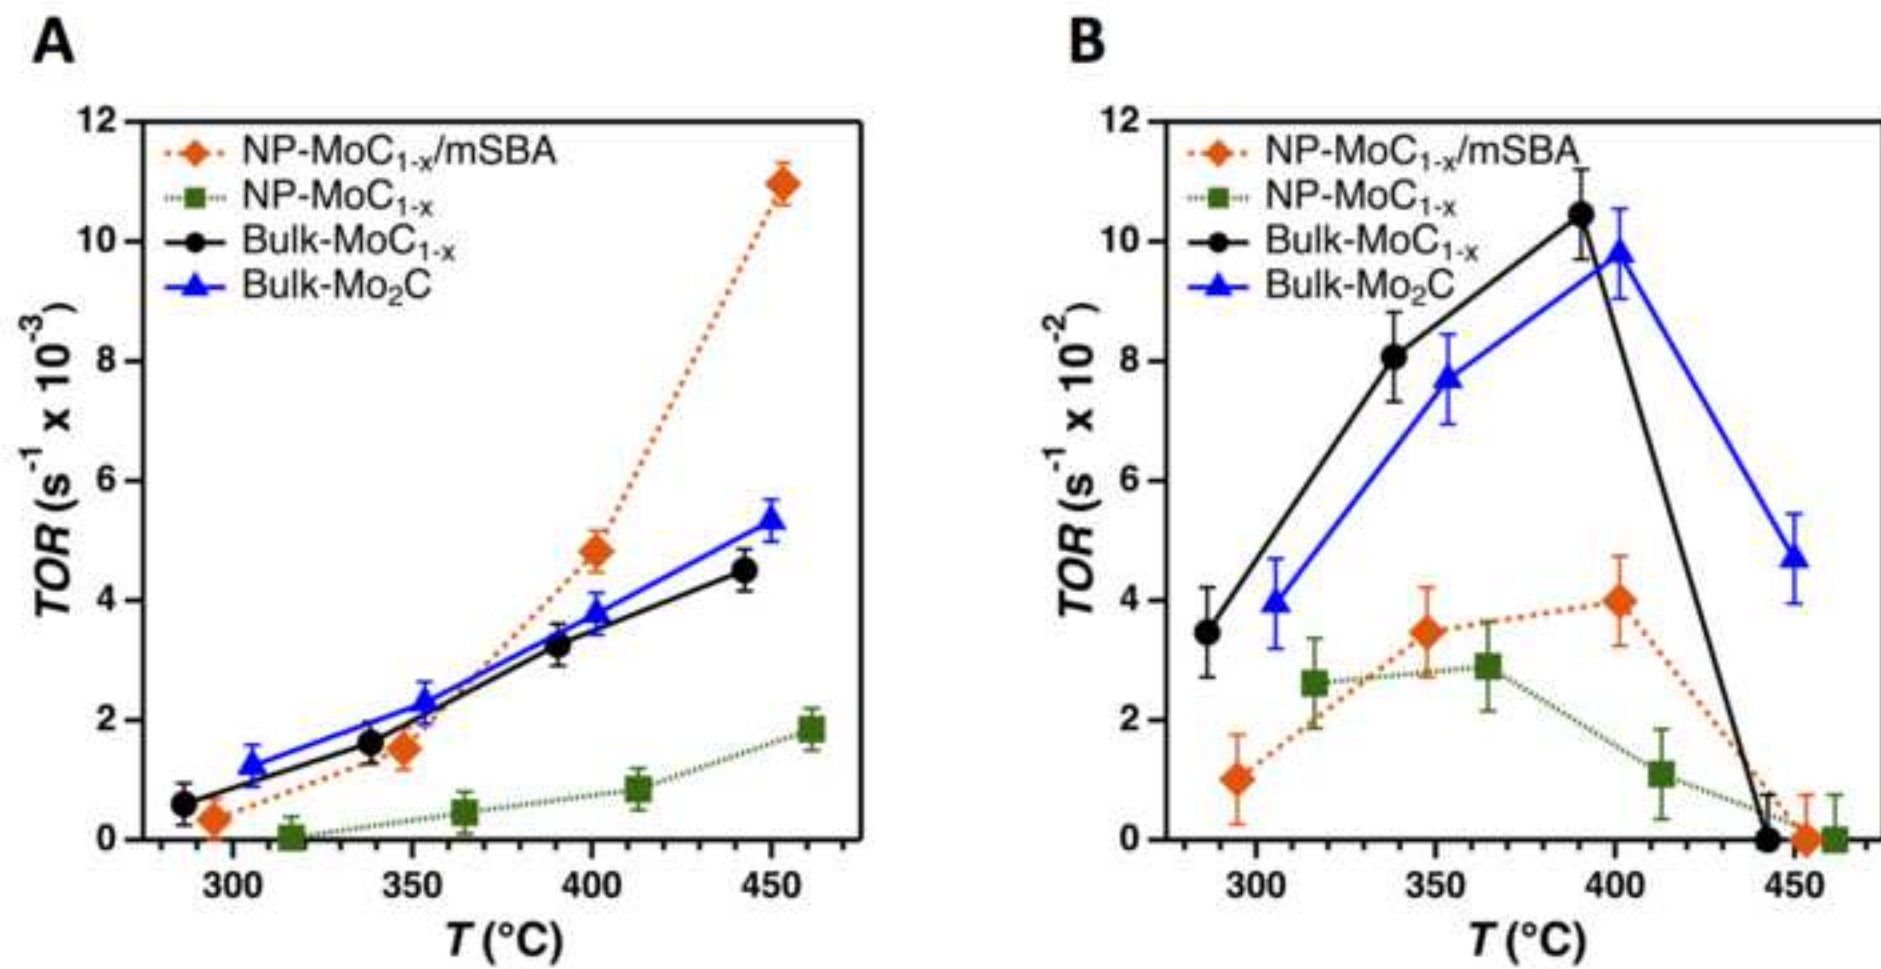 A
12
10
8
6
4
2
0
TOR (s⁻¹ x 10⁻³)
NP-MoC₁₋ₓ/mSBA
NP-MoC₁₋ₓ
Bulk-MoC₁₋ₓ
Bulk-Mo₂C
300 350 400 450
T (°C)
B
12
10
8
6
4
2
0
TOR (s⁻¹ x 10⁻²)
NP-MoC₁₋ₓ/mSBA
NP-MoC₁₋ₓ
Bulk-MoC₁₋ₓ
Bulk-Mo₂C
300 350 400 450
T (°C)